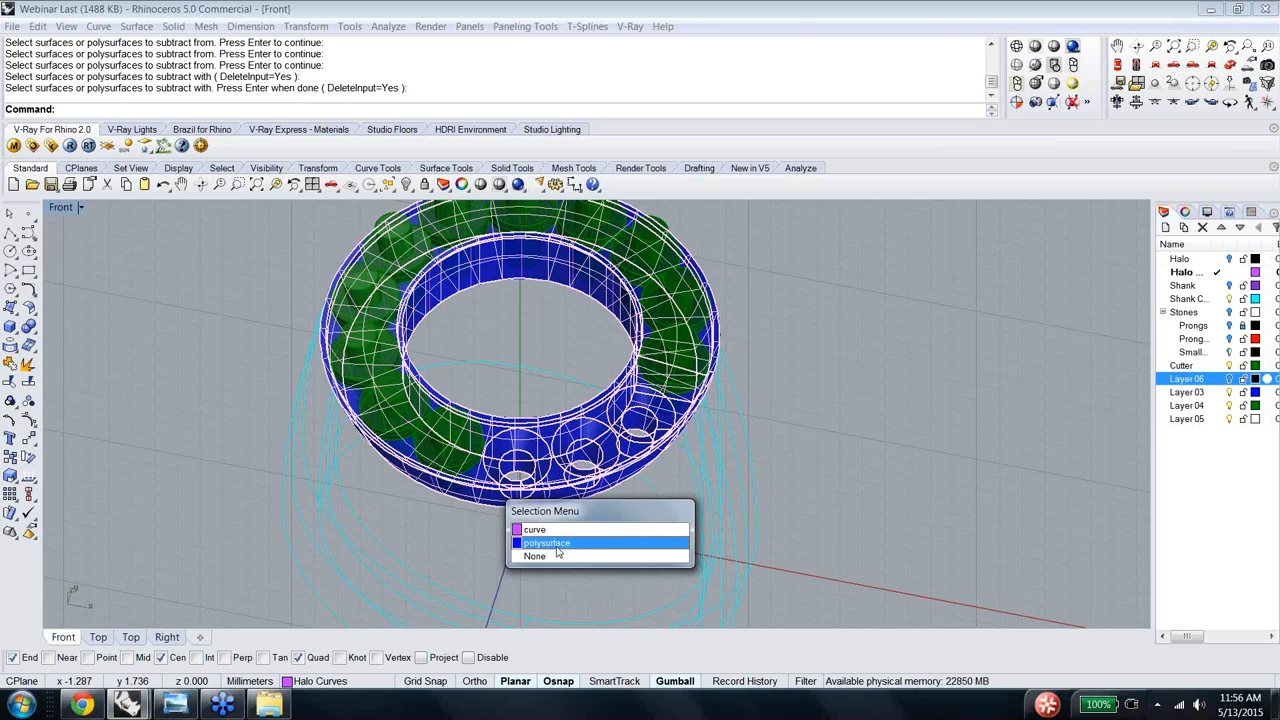 Webinar Last (1488 KB) - Rhinoceros 5.0 Commercial - [Front]
File Edit View Curve Surface Solid Mesh Dimension Transform Tools Analyze Render Panels Paneling Tools T-Splines V-Ray Help
Select surfaces or polysurfaces to subtract from. Press Enter to continue:
Select surfaces or polysurfaces to subtract from. Press Enter to continue:
Select surfaces or polysurfaces to subtract from. Press Enter to continue:
Select surfaces or polysurfaces to subtract with ( DeleteInput=Yes ):
Select surfaces or polysurfaces to subtract with. Press Enter when done ( DeleteInput=Yes ):
Command:
V-Ray For Rhino 2.0 V-Ray Lights Brazil for Rhino V-Ray Express - Materials Studio Floors HDRI Environment Studio Lighting
Standard CPlanes Set View Display Select Visibility Transform Curve Tools Surface Tools Solid Tools Mesh Tools Render Tools Drafting New in V5 Analyze
Front
Name
Halo
Halo ...
Shank
Shank C...
Stones
Prongs
Prong...
Small...
Cutter
Layer 06
Layer 03
Layer 04
Layer 05
Selection Menu
curve
polysurface
None
Front Top Top Right
End Near Point Mid Cen Int Perp Tan Quad Knot Vertex Project Disable
CPlane x -1.287 y 1.736 z 0.000 Millimeters Halo Curves Grid Snap Ortho Planar Osnap SmartTrack Gumball Record History Filter Available physical memory: 22850 MB
100%
11:56 AM
5/13/2015